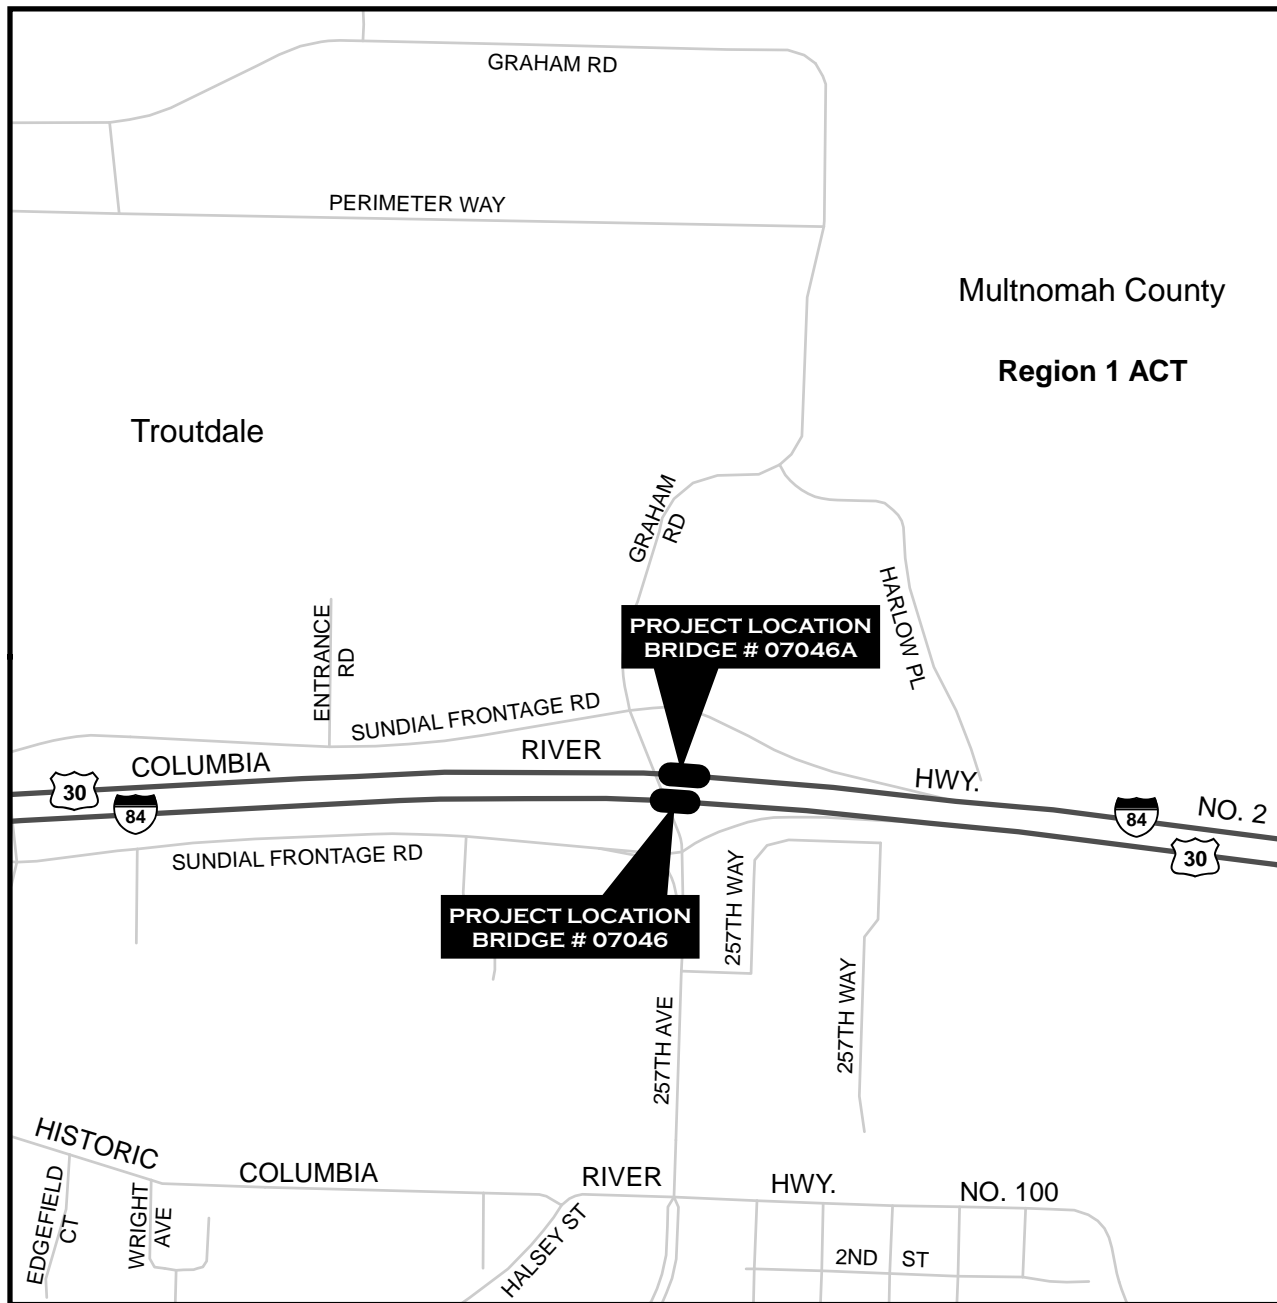 GRAHAM RD
PERIMETER WAY
Multnomah County
Region 1 ACT
Troutdale
GRAHAM
RD
HARLOW PL
ENTRANCE
RD
PROJECT LOCATION
BRIDGE # 07046A
SUNDIAL FRONTAGE RD
COLUMBIA RIVER HWY. NO. 2
30
84
84
30
SUNDIAL FRONTAGE RD
PROJECT LOCATION
BRIDGE # 07046
257TH WAY
257TH WAY
257TH AVE
HISTORIC COLUMBIA RIVER HWY. NO. 100
EDGEFIELD
CT
WRIGHT
AVE
HALSEY ST
2ND ST